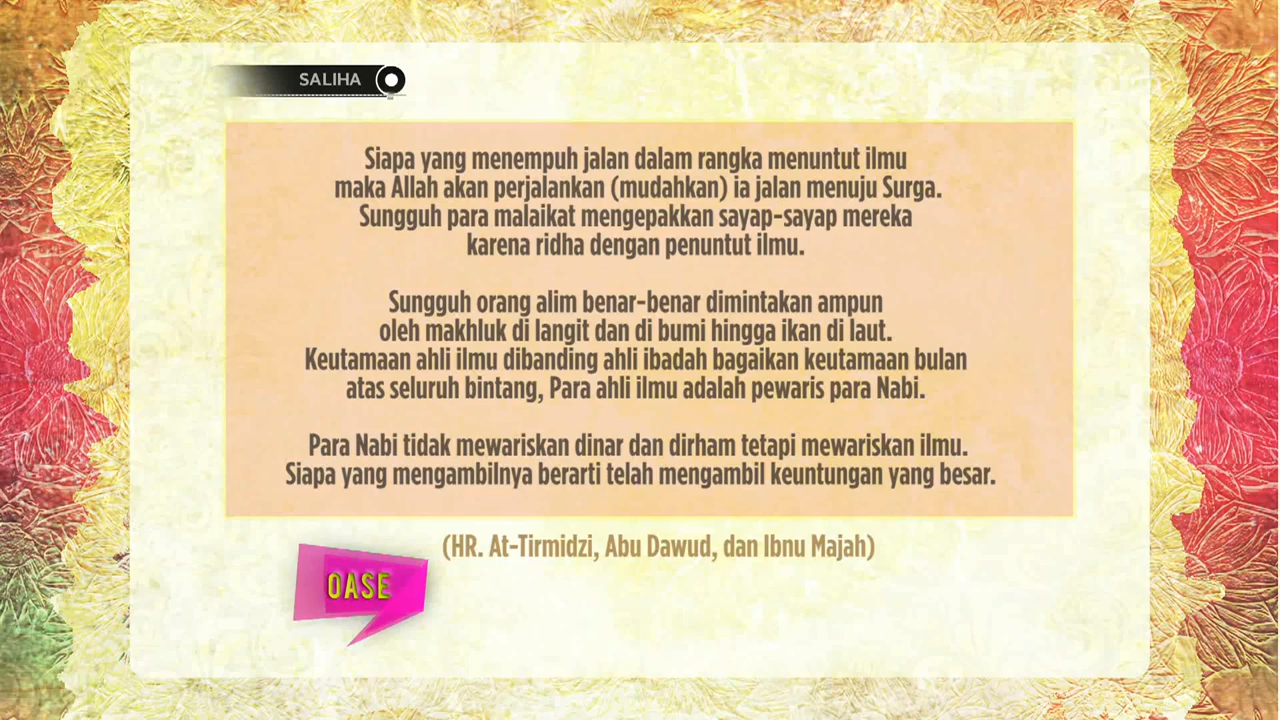 SALIHA
Siapa yang menempuh jalan dalam rangka menuntut ilmu
maka Allah akan perjalankan (mudahkan) ia jalan menuju Surga.
Sungguh para malaikat mengepakkan sayap-sayap mereka
karena ridha dengan penuntut ilmu.
Sungguh orang alim benar-benar dimintakan ampun
oleh makhluk di langit dan di bumi hingga ikan di laut.
Keutamaan ahli ilmu dibanding ahli ibadah bagaikan keutamaan bulan
atas seluruh bintang, Para ahli ilmu adalah pewaris para Nabi.
Para Nabi tidak mewariskan dinar dan dirham tetapi mewariskan ilmu.
Siapa yang mengambilnya berarti telah mengambil keuntungan yang besar.
(HR. At-Tirmidzi, Abu Dawud, dan Ibnu Majah)
OASE